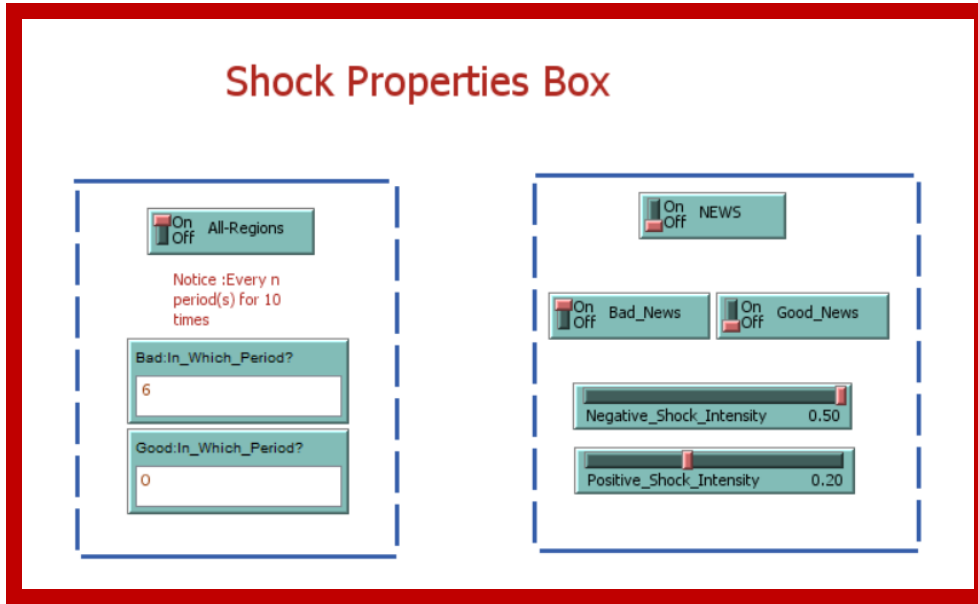 Shock Properties Box
On
Off
All-Regions
Notice :Every n
period(s) for 10
times
Bad:In_Which_Period?
6
Good:In_Which_Period?
0
On
Off
NEWS
On
Off
Bad_News
On
Off
Good_News
Negative_Shock_Intensity 0.50
Positive_Shock_Intensity 0.20